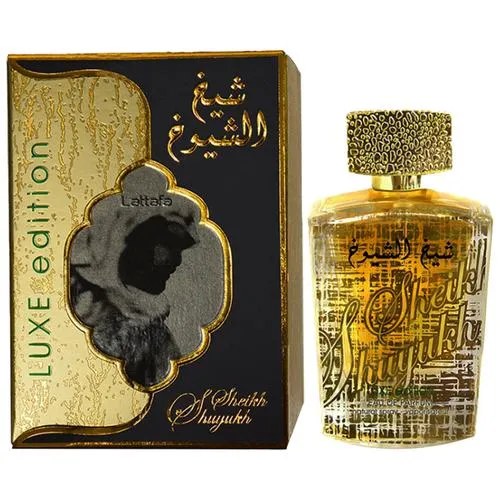 LUXE edition
شيخ
الشيوخ
Lattafa
Sheikh
Shuyukh
شيخ الشيوخ
Sheikh
Shuyukh
LUXE EDITION
EAU DE PARFUM